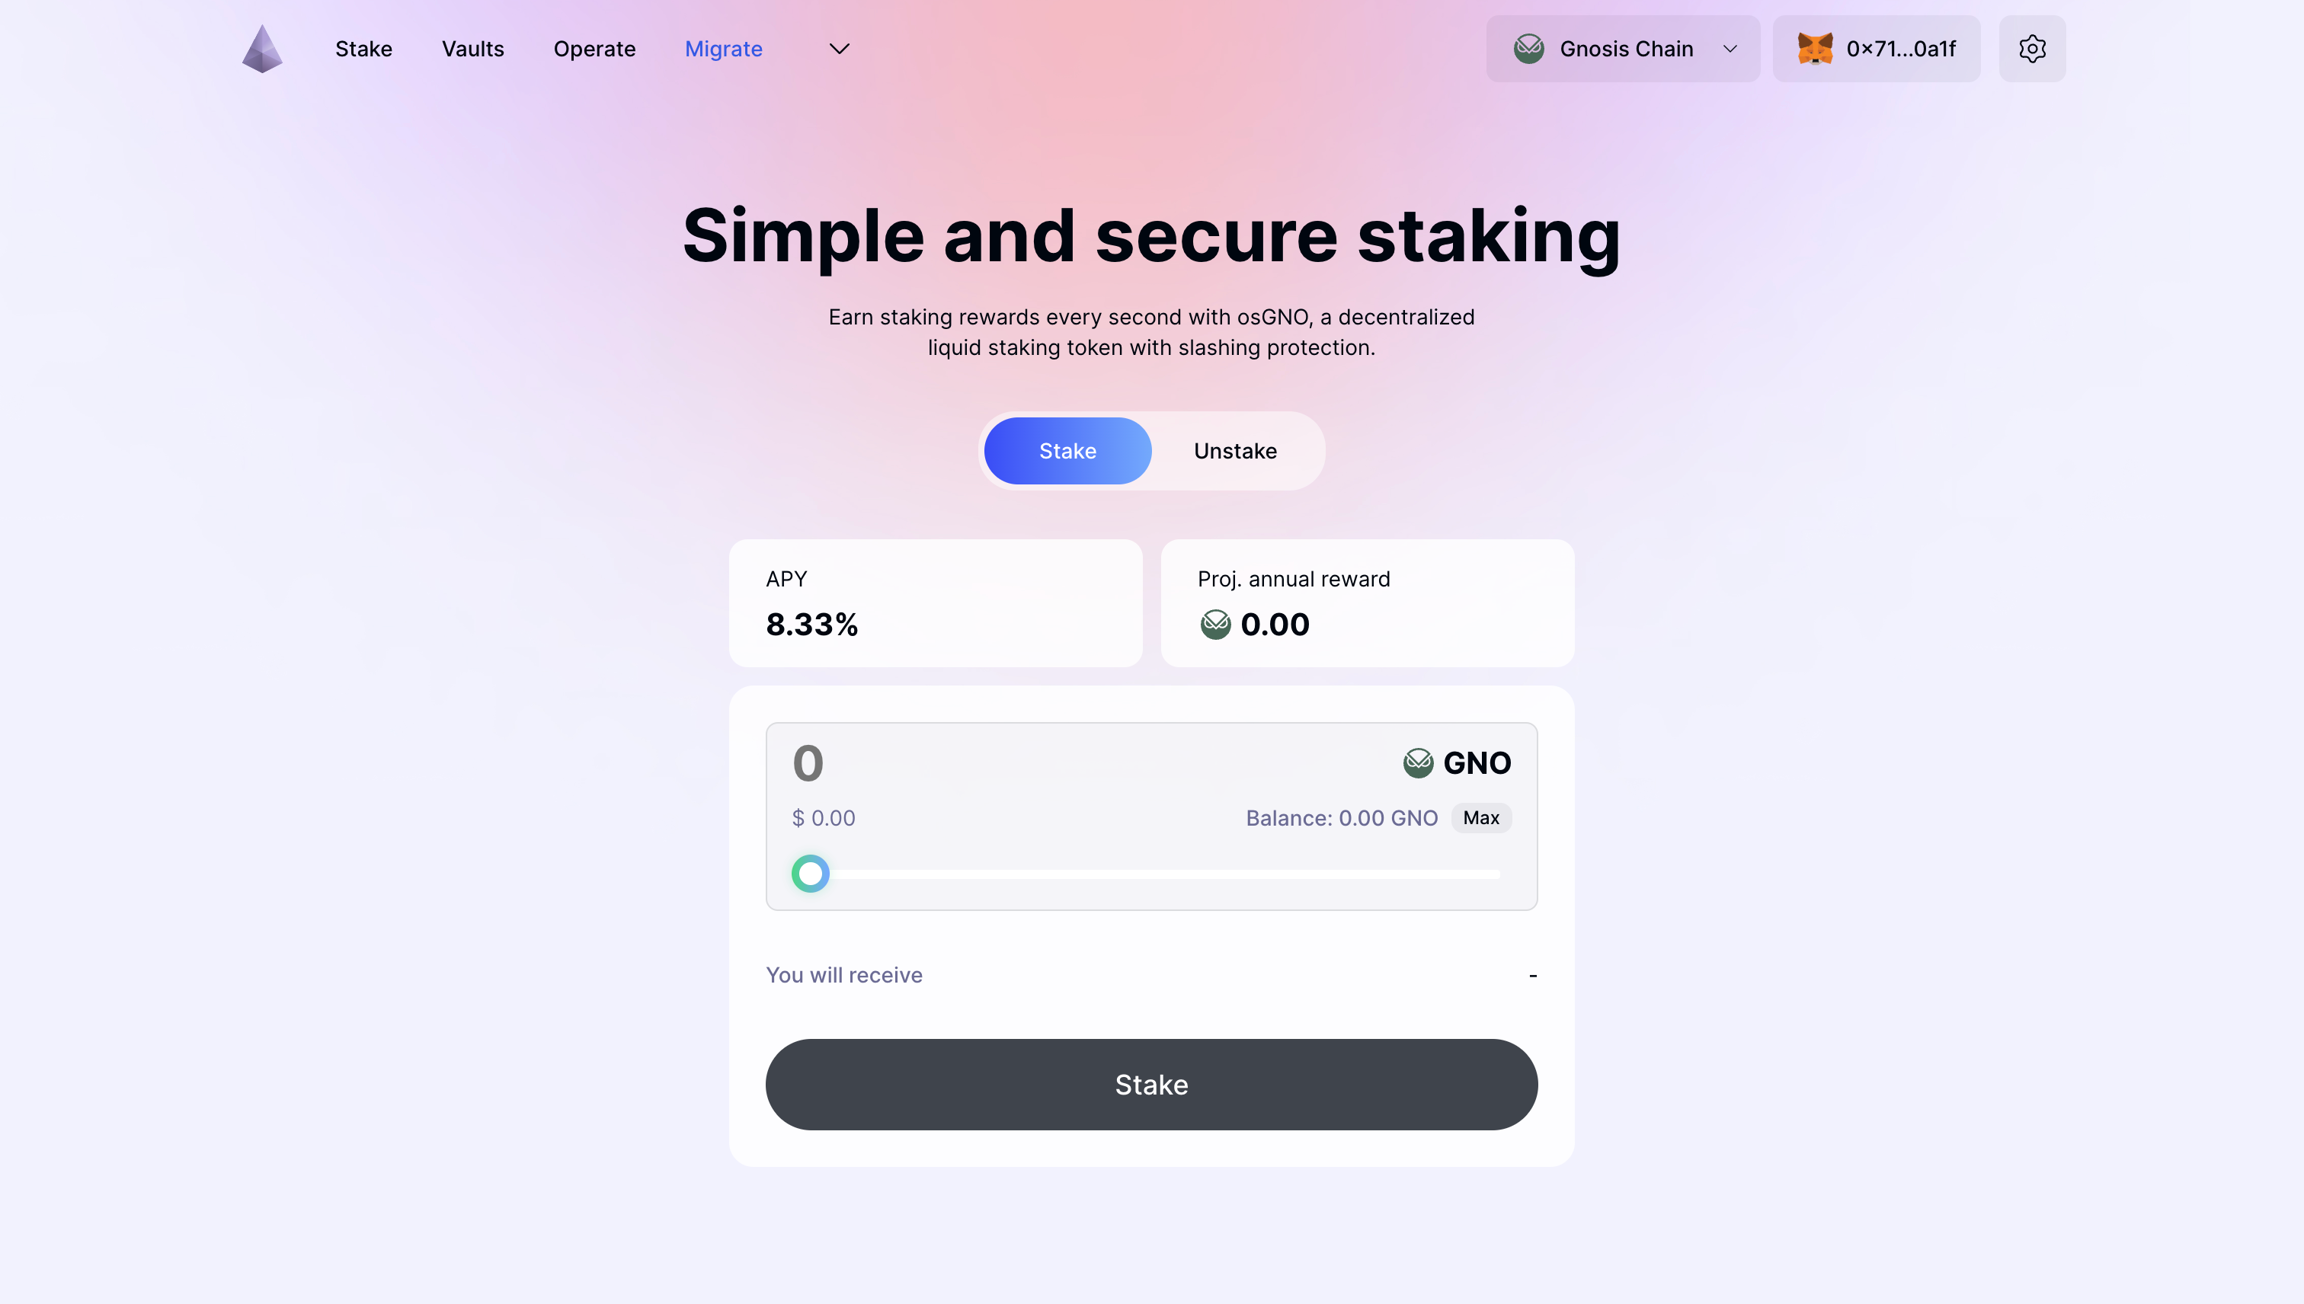 Stake
Vaults
Operate
Migrate
Gnosis Chain
0×71...0a1f
Simple and secure staking
Earn staking rewards every second with osGNO, a decentralized
liquid staking token with slashing protection.
Stake
Unstake
APY
8.33%
Proj. annual reward
0.00
0
GNO
$ 0.00
Balance: 0.00 GNO
Max
You will receive
-
Stake